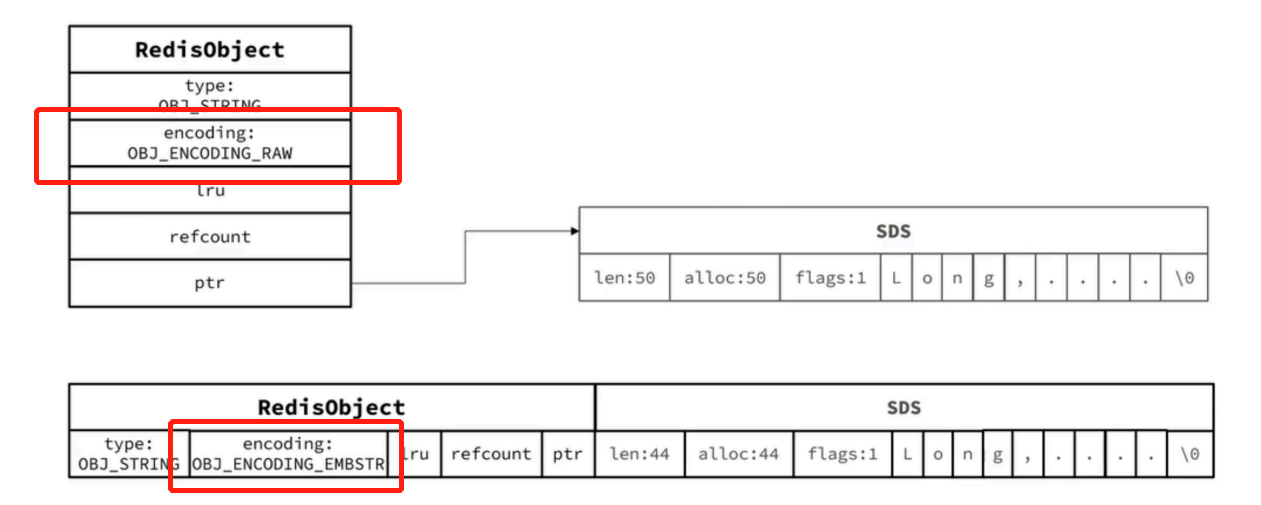 RedisObject
type:
OBJ_STRING
encoding:
OBJ_ENCODING_RAW
lru
refcount
ptr
SDS
len:50 alloc:50 flags:1 L o n g , . . . . \0
RedisObject SDS
type:
OBJ_STRING
encoding:
OBJ_ENCODING_EMBSTR
lru refcount ptr len:44 alloc:44 flags:1 L o n g , . . . . \0